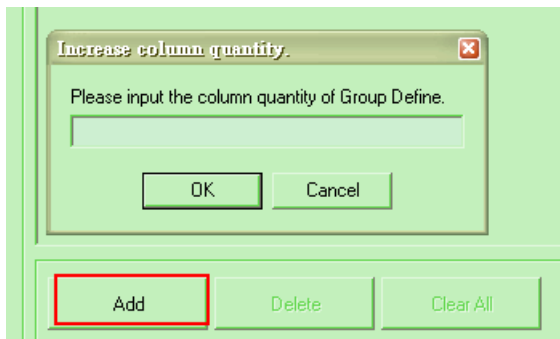 Increase column quantity.
Please input the column quantity of Group Define.
OK Cancel
Add Delete Clear All